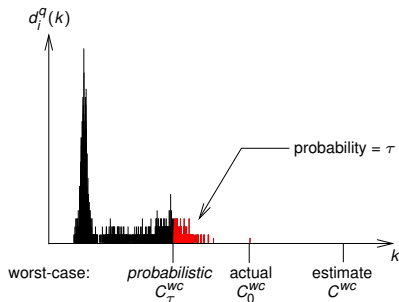 d_i^q(k)
probability = τ
k
worst-case: probabilistic actual estimate
C_τ^wc C_0^wc C^wc